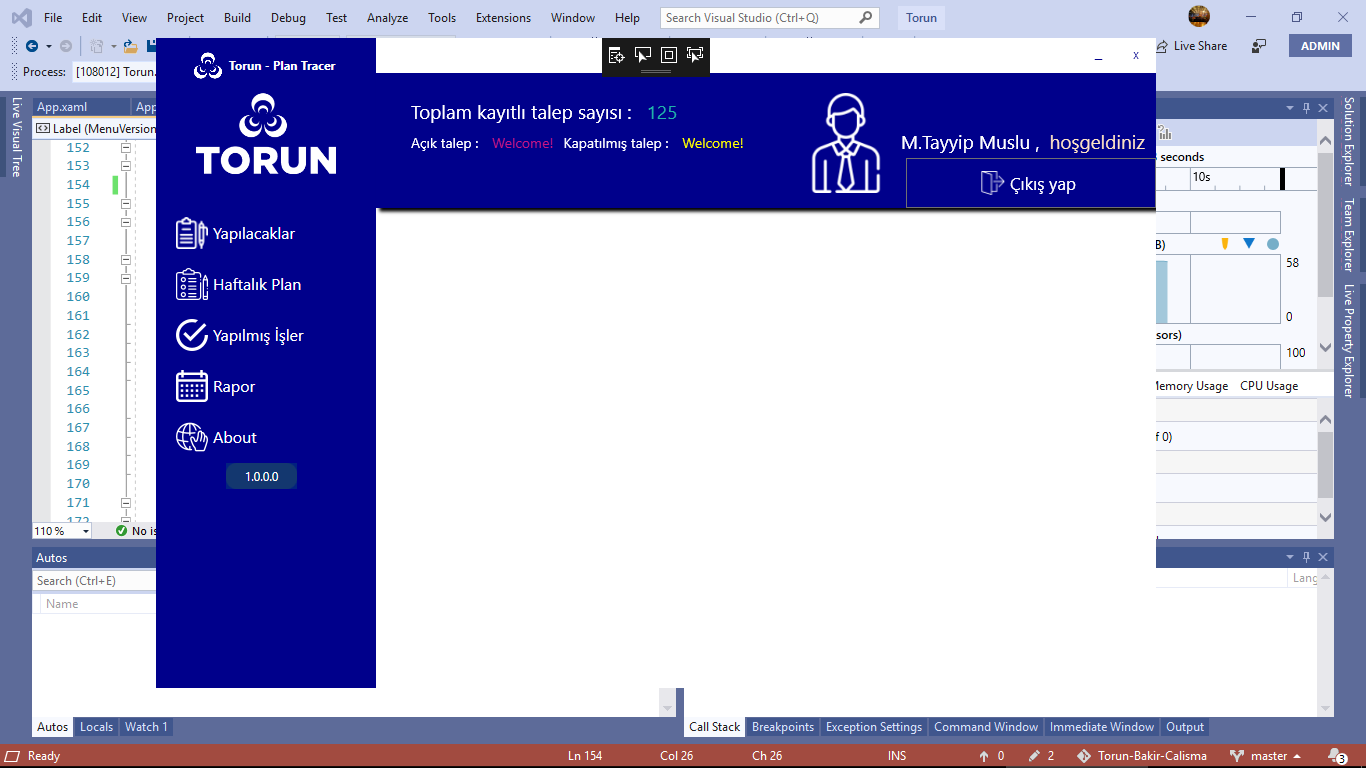 File Edit View Project Build Debug Test Analyze Tools Extensions Window Help Search Visual Studio (Ctrl+Q) Torun
Live Share ADMIN
Process: [108012] Torun.
Torun - Plan Tracer
_ x
TORUN
Toplam kayıtlı talep sayısı : 125
Açık talep : Welcome! Kapatılmış talep : Welcome!
M.Tayyip Muslu , hoşgeldiniz
Çıkış yap
Yapılacaklar
Haftalık Plan
Yapılmış İşler
Rapor
About
1.0.0.0
Live Visual Tree
App.xaml App
Label (MenuVersion
152
153
154
155
156
157
158
159
160
161
162
163
164
165
166
167
168
169
170
171
172
110 % No is
seconds
10s
B)
58
0
sors)
100
Memory Usage CPU Usage
f 0)
Solution Explorer
Team Explorer
Live Property Explorer
Autos
Search (Ctrl+E)
Name
Lang
Autos Locals Watch 1
Call Stack Breakpoints Exception Settings Command Window Immediate Window Output
Ready Ln 154 Col 26 Ch 26 INS 0 2 Torun-Bakir-Calisma master 3